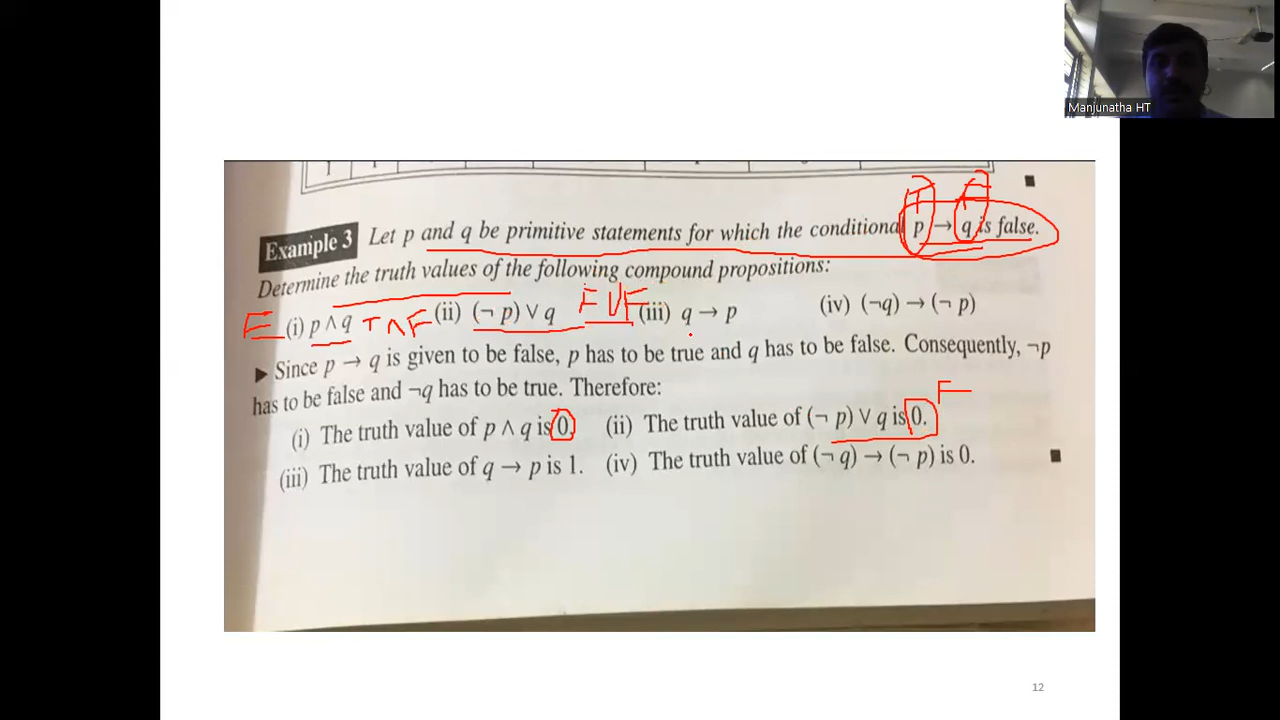 Manjunatha HT
T F
Example 3 Let p and q be primitive statements for which the conditional p → q is false.
Determine the truth values of the following compound propositions:
F (i) p ∧ q T ∧ F (ii) (¬ p) ∨ q F ∨ F (iii) q → p (iv) (¬q) → (¬ p)
▶ Since p → q is given to be false, p has to be true and q has to be false. Consequently, ¬p
has to be false and ¬q has to be true. Therefore:
F
(i) The truth value of p ∧ q is 0. (ii) The truth value of (¬ p) ∨ q is 0.
(iii) The truth value of q → p is 1. (iv) The truth value of (¬ q) → (¬ p) is 0.
12